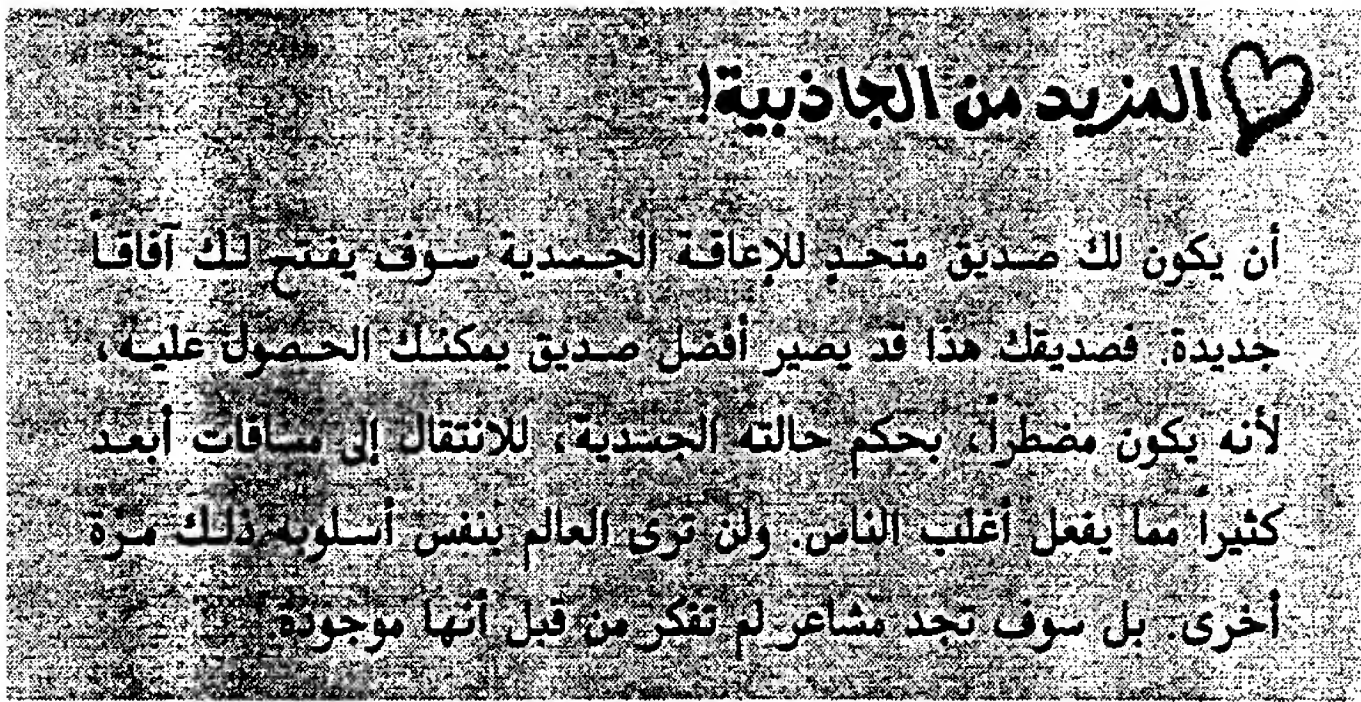 المزيد من الجاذبية!
أن يكون لك صديق متحد للإعاقة الجسدية سوف يفتح لك آفاقاً
جديدة. فصديقك هذا قد يصير أفضل صديق يمكنك الحصول عليه،
لأنه يكون مضطراً، بحكم حالته الجسدية، للانتقال إلى مسافات أبعد
كثيراً مما يفعل أغلب الناس. ولن ترى العالم بنفس أسلوبه ذلك مرة
أخرى. بل سوف تجد مشاعر لم تفكر من قبل أنها موجودة.